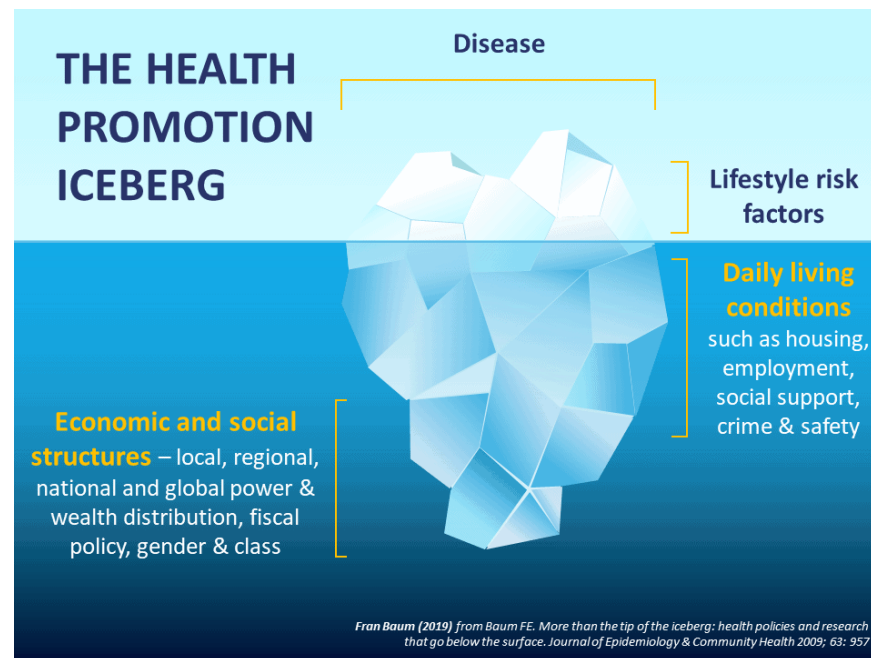 THE HEALTH
PROMOTION
ICEBERG
Disease
Lifestyle risk
factors
Daily living
conditions
such as housing,
employment,
social support,
crime & safety
Economic and social
structures – local, regional,
national and global power &
wealth distribution, fiscal
policy, gender & class
Fran Baum (2019) from Baum FE. More than the tip of the iceberg: health policies and research
that go below the surface. Journal of Epidemiology & Community Health 2009; 63: 957